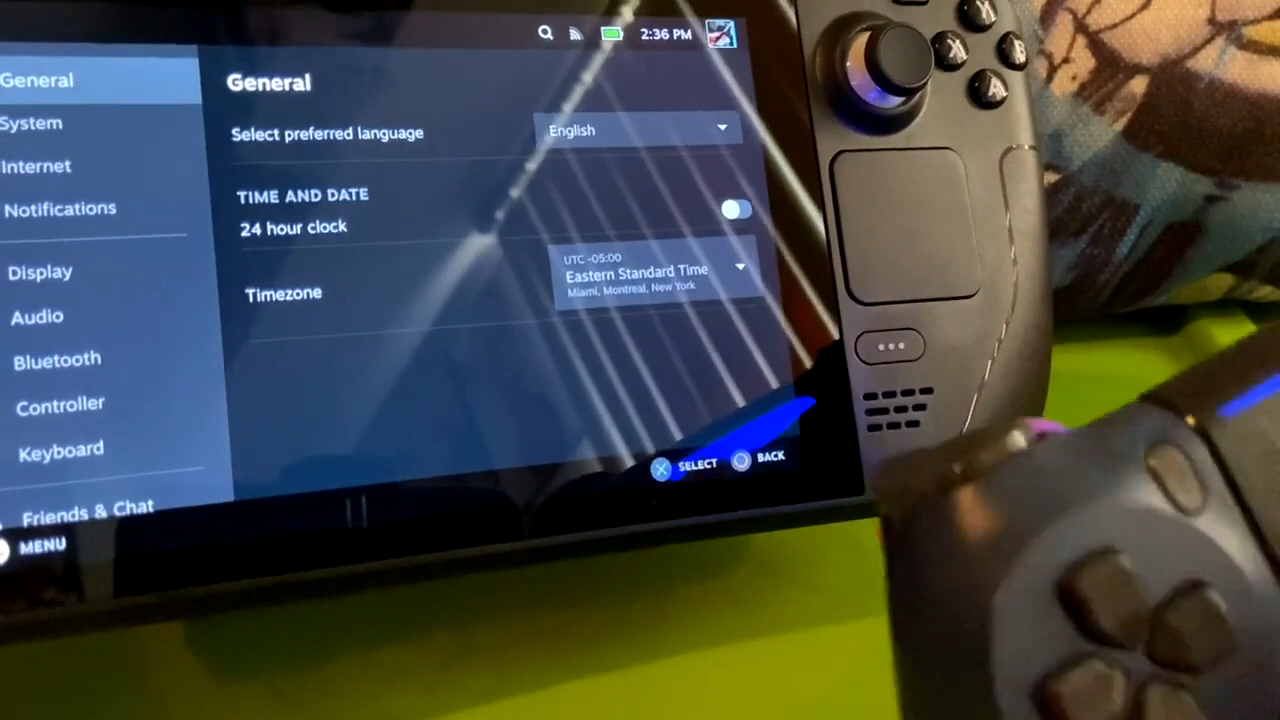 2:36 PM
General
System
Internet
Notifications
Display
Audio
Bluetooth
Controller
Keyboard
Friends & Chat
MENU
General
Select preferred language
English
TIME AND DATE
24 hour clock
Timezone
UTC -05:00
Eastern Standard Time
Miami, Montreal, New York
SELECT
BACK
Y
X
B
A